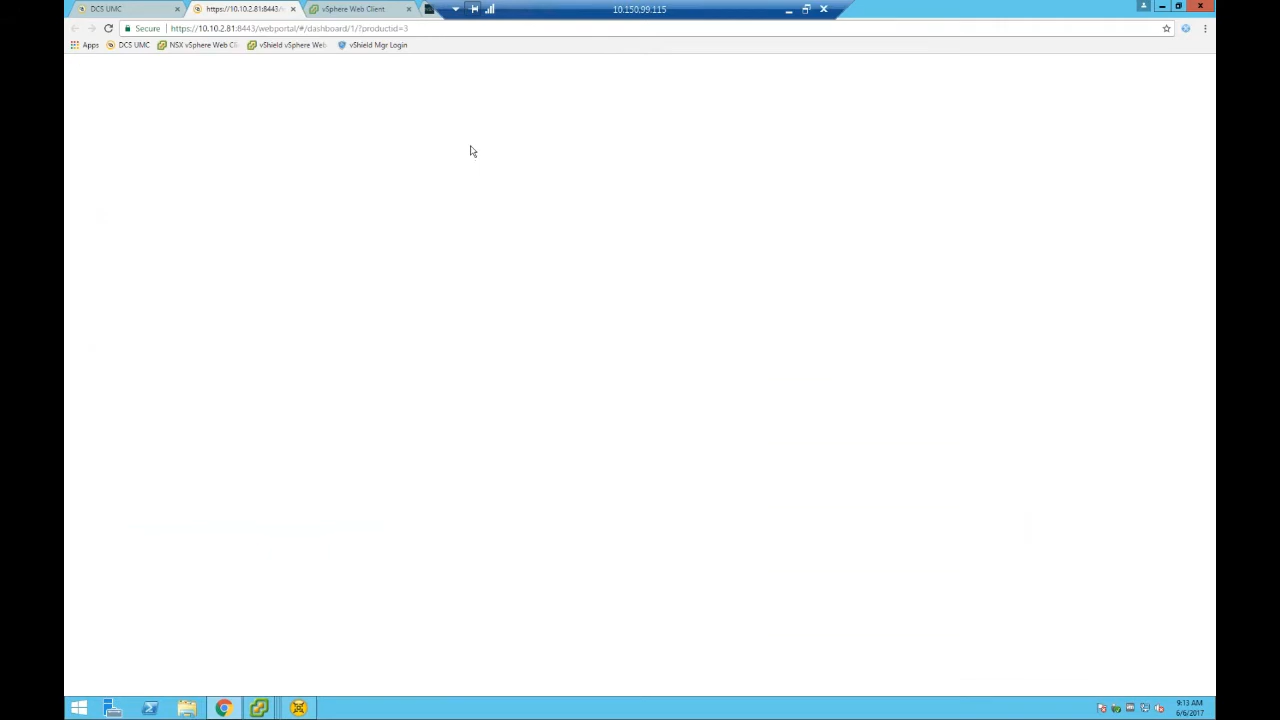 DCS UMC
https://10.10.2.81:8443/
vSphere Web Client
10.150.99.115
Secure
https://10.10.2.81:8443/webportal/#/dashboard/1/?productid=3
Apps
DCS UMC
NSX vSphere Web Cli
vShield vSphere Web
vShield Mgr Login
9:13 AM
6/6/2017